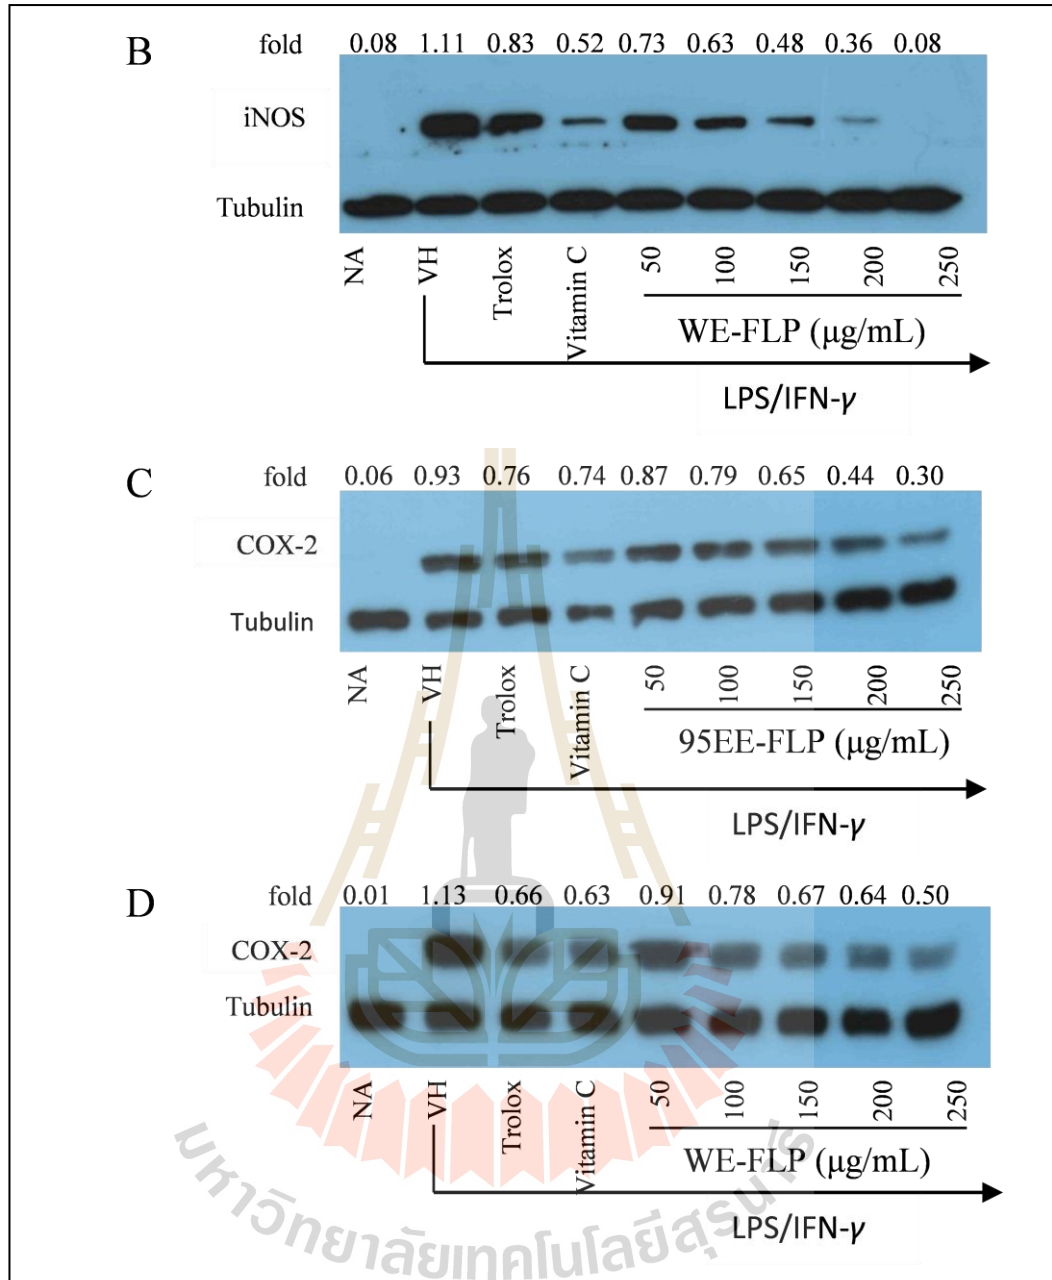 B fold 0.08 1.11 0.83 0.52 0.73 0.63 0.48 0.36 0.08
iNOS
Tubulin
NA VH Trolox Vitamin C 50 100 150 200 250
WE-FLP (μg/mL)
LPS/IFN-γ
C fold 0.06 0.93 0.76 0.74 0.87 0.79 0.65 0.44 0.30
COX-2
Tubulin
NA VH Trolox Vitamin C 50 100 150 200 250
95EE-FLP (μg/mL)
LPS/IFN-γ
D fold 0.01 1.13 0.66 0.63 0.91 0.78 0.67 0.64 0.50
COX-2
Tubulin
NA VH Trolox Vitamin C 50 100 150 200 250
WE-FLP (μg/mL)
LPS/IFN-γ
มหาวิทยาลัยเทคโนโลยีสุรนารี